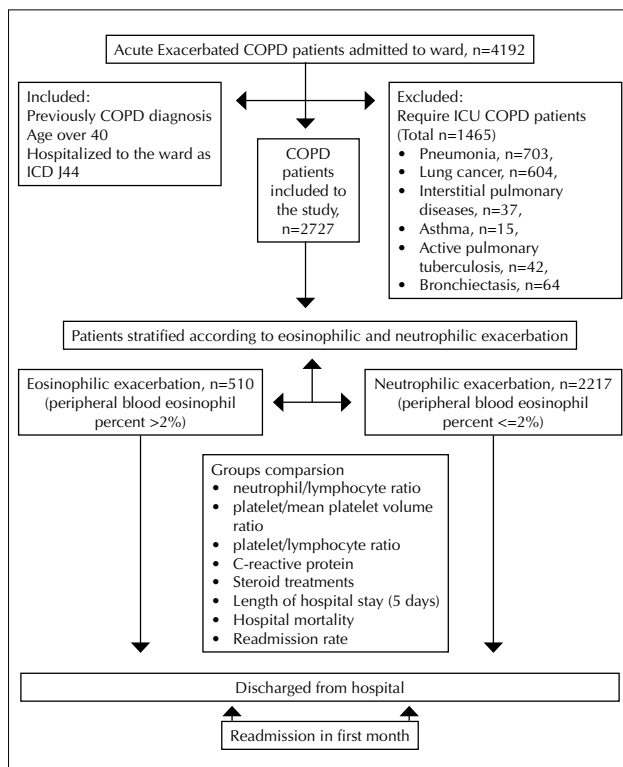 Acute Exacerbated COPD patients admitted to ward, n=4192
Included:
Previously COPD diagnosis
Age over 40
Hospitalized to the ward as
ICD J44
COPD
patients
included to
the study,
n=2727
Excluded:
Require ICU COPD patients
(Total n=1465)
• Pneumonia, n=703,
• Lung cancer, n=604,
• Interstitial pulmonary
diseases, n=37,
• Asthma, n=15,
• Active pulmonary
tuberculosis, n=42,
• Bronchiectasis, n=64
Patients stratified according to eosinophilic and neutrophilic exacerbation
Eosinophilic exacerbation, n=510
(peripheral blood eosinophil
percent >2%)
Neutrophilic exacerbation, n=2217
(peripheral blood eosinophil
percent <=2%)
Groups comparsion
• neutrophil/lymphocyte ratio
• platelet/mean platelet volume
ratio
• platelet/lymphocyte ratio
• C-reactive protein
• Steroid treatments
• Length of hospital stay (5 days)
• Hospital mortality
• Readmission rate
Discharged from hospital
Readmission in first month